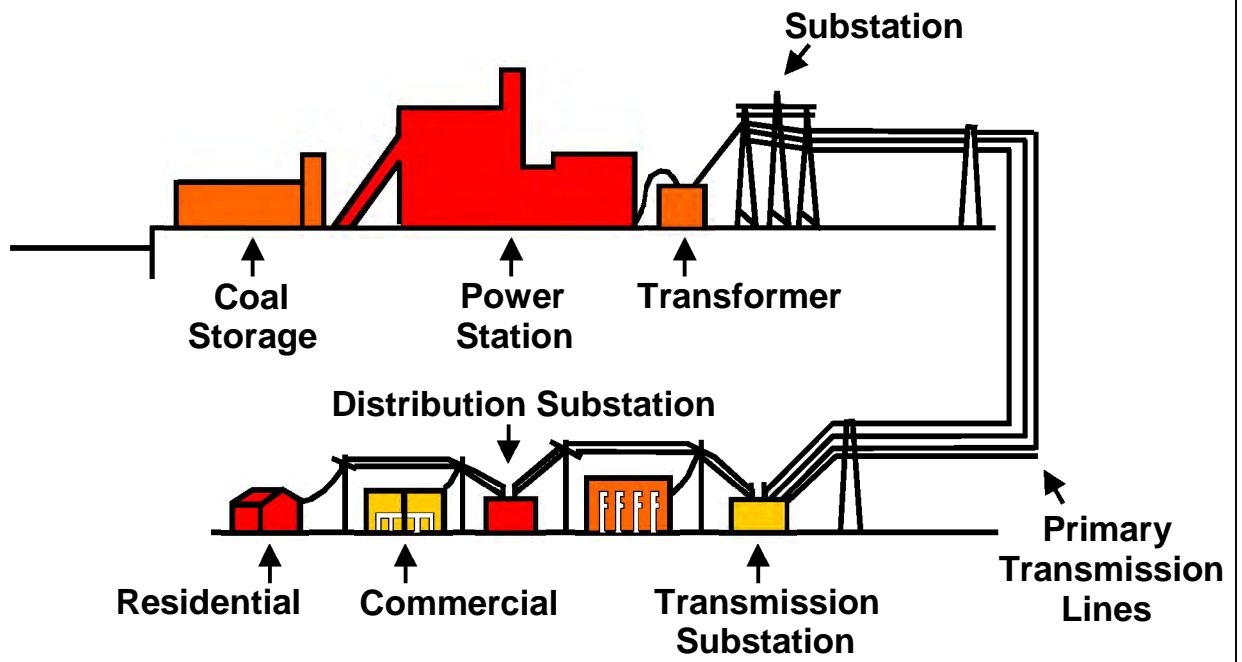 Substation
Coal
Storage
Power
Station
Transformer
Distribution Substation
Residential
Commercial
Transmission
Substation
Primary
Transmission
Lines